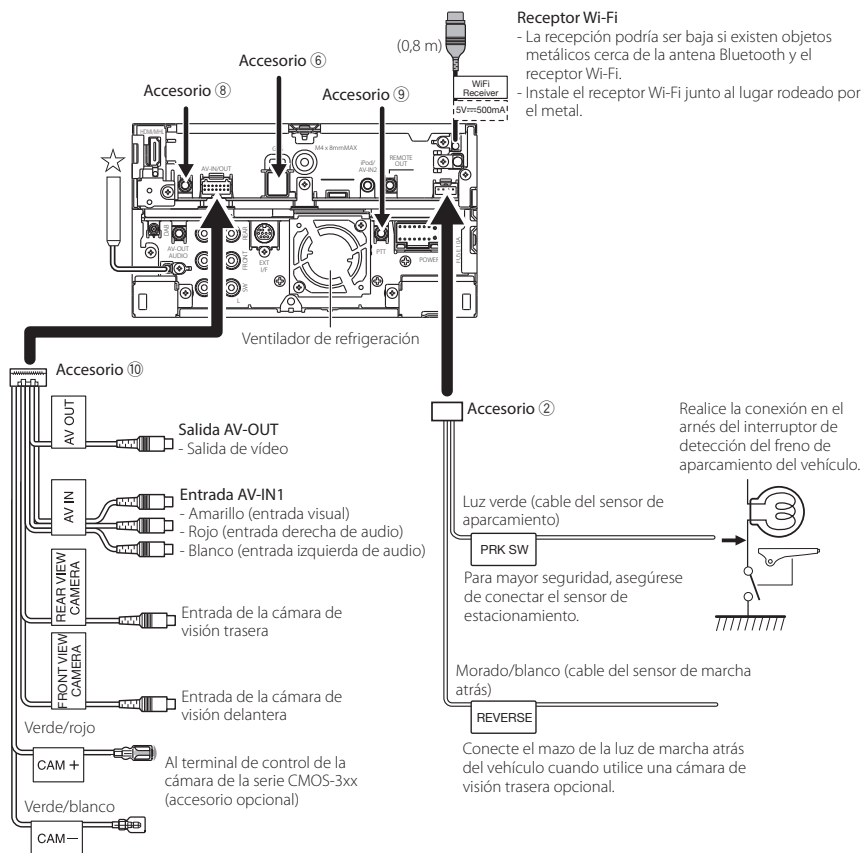 Receptor Wi-Fi
- La recepción podría ser baja si existen objetos
metálicos cerca de la antena Bluetooth y el
receptor Wi-Fi.
- Instale el receptor Wi-Fi junto al lugar rodeado por
el metal.
(0,8 m)
WiFi
Receiver
5V⎓500mA
Accesorio ⑥
Accesorio ⑧
Accesorio ⑨
HDMI/MHL
AV-IN/OUT
M4 x 8mmMAX
iPod/
AV-IN2
REMOTE
OUT
DAB
AV-OUT
AUDIO
REAR
FRONT
SW
L
EXT
I/F
PTT
POWER
FUSE 10A
Ventilador de refrigeración
Accesorio ⑩
AV OUT
Salida AV-OUT
- Salida de vídeo
AV IN
Entrada AV-IN1
- Amarillo (entrada visual)
- Rojo (entrada derecha de audio)
- Blanco (entrada izquierda de audio)
REAR VIEW
CAMERA
Entrada de la cámara de
visión trasera
FRONT VIEW
CAMERA
Entrada de la cámara de
visión delantera
Verde/rojo
CAM +
Al terminal de control de la
cámara de la serie CMOS-3xx
(accesorio opcional)
Verde/blanco
CAM −
Accesorio ②
Realice la conexión en el
arnés del interruptor de
detección del freno de
aparcamiento del vehículo.
Luz verde (cable del sensor de
aparcamiento)
PRK SW
Para mayor seguridad, asegúrese
de conectar el sensor de
estacionamiento.
Morado/blanco (cable del sensor de marcha
atrás)
REVERSE
Conecte el mazo de la luz de marcha atrás
del vehículo cuando utilice una cámara de
visión trasera opcional.